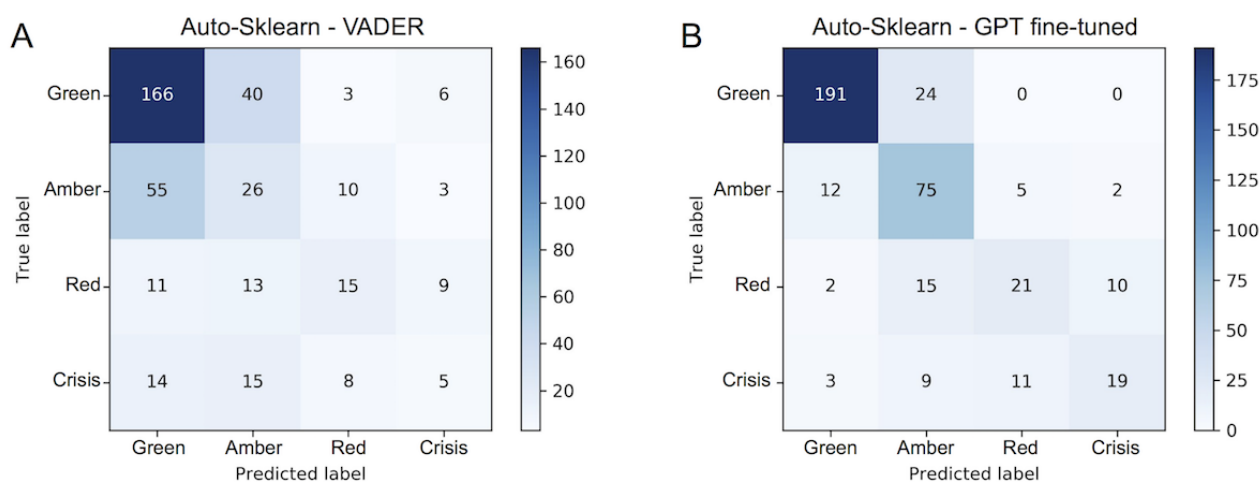 A
Auto-Sklearn - VADER
Green 166 40 3 6
Amber 55 26 10 3
Red 11 13 15 9
Crisis 14 15 8 5
Green Amber Red Crisis
Predicted label
True label
160
140
120
100
80
60
40
20
B
Auto-Sklearn - GPT fine-tuned
Green 191 24 0 0
Amber 12 75 5 2
Red 2 15 21 10
Crisis 3 9 11 19
Green Amber Red Crisis
Predicted label
True label
175
150
125
100
75
50
25
0